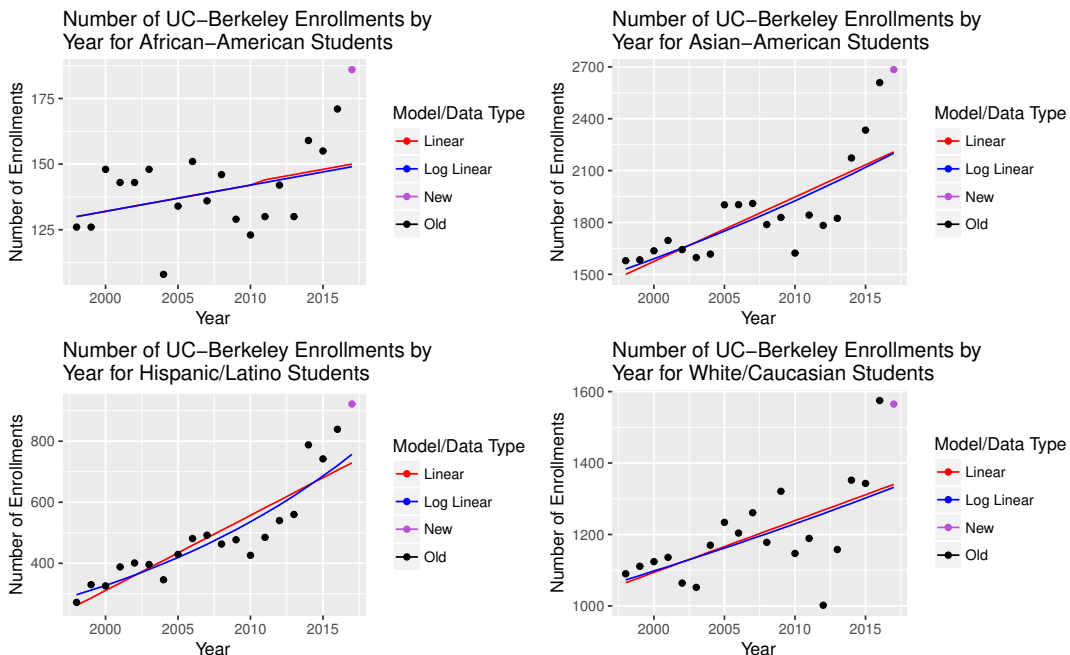 Number of UC−Berkeley Enrollments by
Year for African−American Students
Number of Enrollments
175
150
125
2000
2005
2010
2015
Year
Model/Data Type
Linear
Log Linear
New
Old
Number of UC−Berkeley Enrollments by
Year for Asian−American Students
Number of Enrollments
2700
2400
2100
1800
1500
2000
2005
2010
2015
Year
Model/Data Type
Linear
Log Linear
New
Old
Number of UC−Berkeley Enrollments by
Year for Hispanic/Latino Students
Number of Enrollments
800
600
400
2000
2005
2010
2015
Year
Model/Data Type
Linear
Log Linear
New
Old
Number of UC−Berkeley Enrollments by
Year for White/Caucasian Students
Number of Enrollments
1600
1400
1200
1000
2000
2005
2010
2015
Year
Model/Data Type
Linear
Log Linear
New
Old